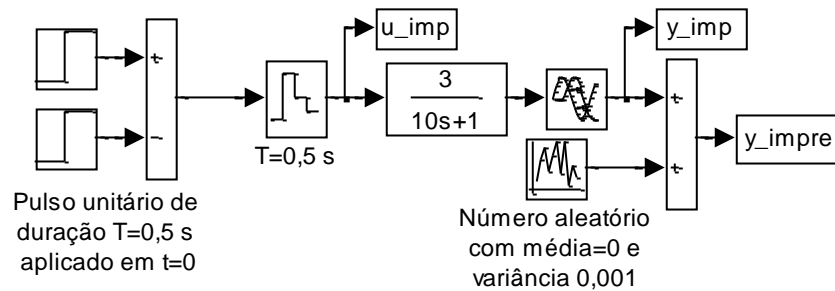 u_imp
y_imp
+
-
3
10s+1
+
+
y_impre
T=0,5 s
Pulso unitário de
duração T=0,5 s
aplicado em t=0
Número aleatório
com média=0 e
variância 0,001